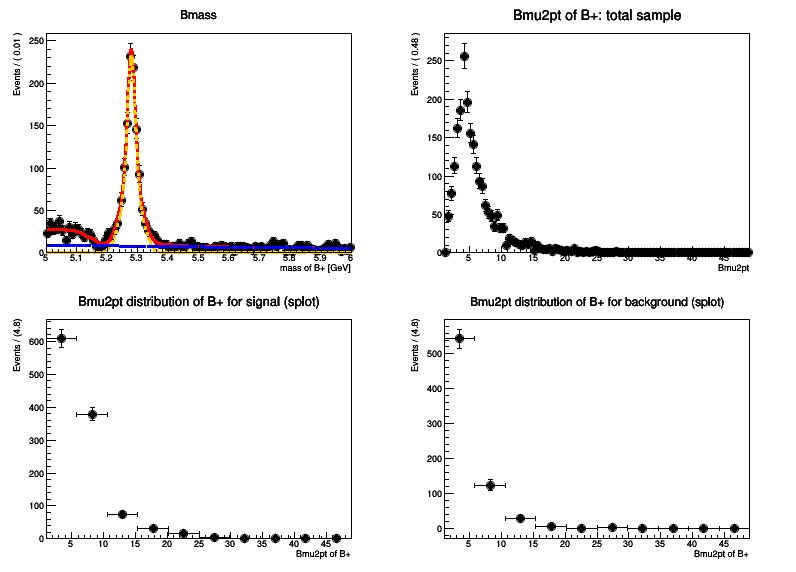 Bmass
Events / ( 0.01 )
250
200
150
100
50
0
5 5.1 5.2 5.3 5.4 5.5 5.6 5.7 5.8 5.9 6
mass of B+ [GeV]
Bmu2pt of B+: total sample
Events / ( 0.48 )
250
200
150
100
50
0
5 10 15 20 25 30 35 40 45
Bmu2pt
Bmu2pt distribution of B+ for signal (splot)
Events / (4.8)
600
500
400
300
200
100
0
5 10 15 20 25 30 35 40 45
Bmu2pt of B+
Bmu2pt distribution of B+ for background (splot)
Events / (4.8)
500
400
300
200
100
0
5 10 15 20 25 30 35 40 45
Bmu2pt of B+